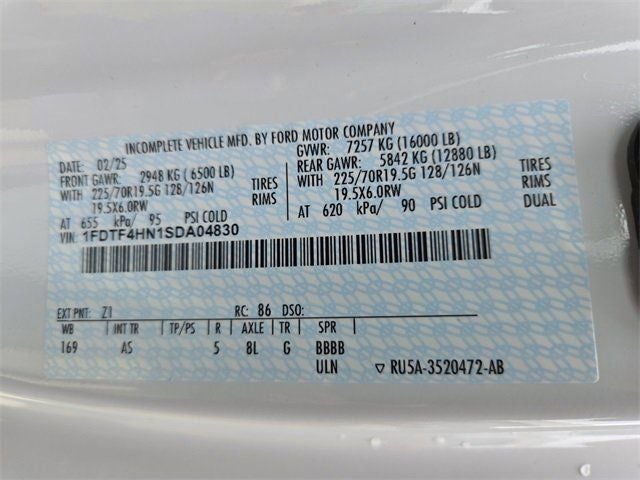 INCOMPLETE VEHICLE MFD. BY FORD MOTOR COMPANY
DATE: 02/25 GVWR: 7257 KG (16000 LB)
FRONT GAWR: 2948 KG ( 6500 LB) REAR GAWR: 5842 KG (12880 LB)
WITH 225/70R19.5G 128/126N TIRES WITH 225/70R19.5G 128/126N TIRES
19.5X6.0RW RIMS 19.5X6.0RW RIMS
AT 655 kPa/ 95 PSI COLD AT 620 kPa/ 90 PSI COLD DUAL
VIN: 1FDTF4HN1SDA04830
EXT PNT: Z1 RC: 86 DSO:
WB INT TR TP/PS R AXLE TR SPR
169 AS 5 8L G BBBB
ULN ▽ RU5A-3520472-AB